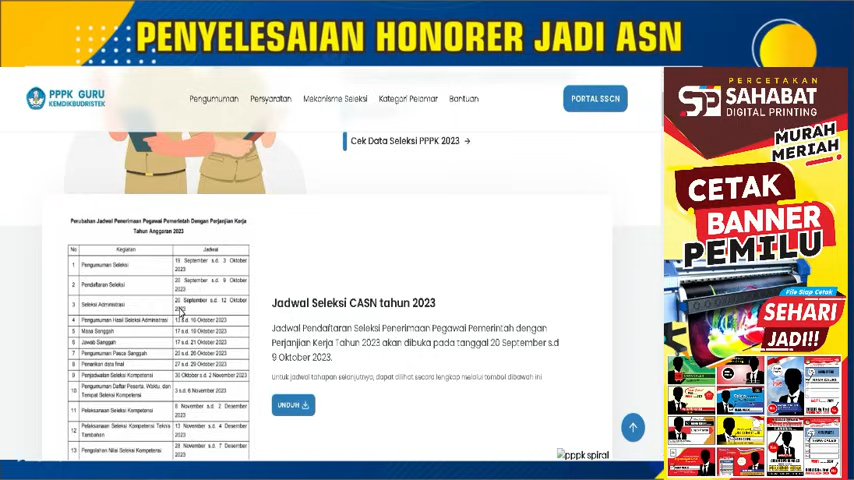 PENYELESAIAN HONORER JADI ASN
PPPK GURU
KEMDIKBUDRISTEK
Pengumuman Persyaratan Mekanisme Seleksi Kategori Pelamar Bantuan
PORTAL SSCN
Cek Data Seleksi PPPK 2023 →
Perubahan Jadwal Penerimaan Pegawai Pemerintah Dengan Perjanjian Kerja
Tahun Anggaran 2023
No Kegiatan Jadwal
1 Pengumuman Seleksi 19 September s.d. 3 Oktober 2023
2 Pendaftaran Seleksi 20 September s.d. 9 Oktober 2023
3 Seleksi Administrasi 20 September s.d. 12 Oktober 2023
4 Pengumuman Hasil Seleksi Administrasi 13 s.d. 16 Oktober 2023
5 Masa Sanggah 17 s.d. 19 Oktober 2023
6 Jawab Sanggah 17 s.d. 21 Oktober 2023
7 Pengumuman Pasca Sanggah 20 s.d. 26 Oktober 2023
8 Penarikan data final 27 s.d. 29 Oktober 2023
9 Penjadwalan Seleksi Kompetensi 30 Oktober s.d. 2 November 2023
10 Pengumuman Daftar Peserta, Waktu, dan Tempat Seleksi Kompetensi 3 s.d. 6 November 2023
11 Pelaksanaan Seleksi Kompetensi s.d. 2 Desember 2023
12 Pelaksanaan Seleksi Kompetensi Teknis Tambahan 13 November s.d. 4 Desember 2023
13 Pengolahan Nilai Seleksi Kompetensi 28 November s.d. 7 Desember 2023
Jadwal Seleksi CASN tahun 2023
Jadwal Pendaftaran Seleksi Penerimaan Pegawai Pemerintah dengan
Perjanjian Kerja Tahun 2023 akan dibuka pada tanggal 20 September s.d
9 Oktober 2023.
Untuk jadwal tahapan selanjutnya, dapat dilihat secara lengkap melalui tombol dibawah ini
UNDUH
pppk spiral
PERCETAKAN
SP SAHABAT
DIGITAL PRINTING
MURAH
MERIAH
CETAK
BANNER
PEMILU
File Siap Cetak
SEHARI
JADI!!